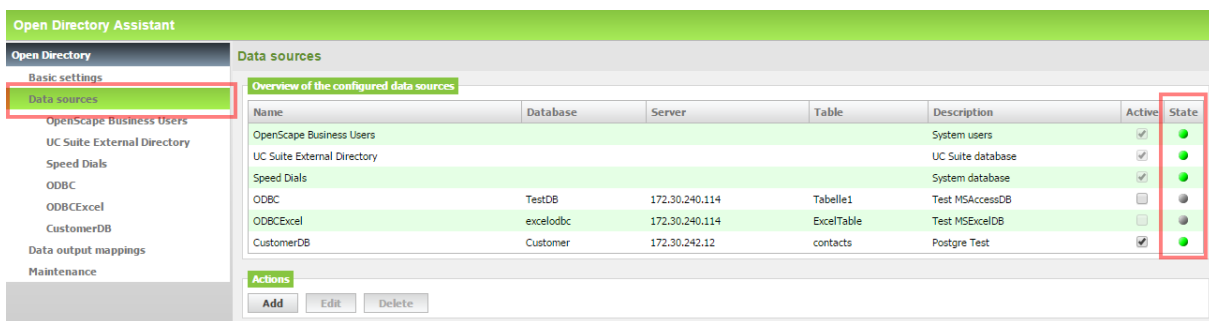 Open Directory Assistant
Open Directory
Basic settings
Data sources
OpenScape Business Users
UC Suite External Directory
Speed Dials
ODBC
ODBCExcel
CustomerDB
Data output mappings
Maintenance
Data sources
Overview of the configured data sources
Name Database Server Table Description Active State
OpenScape Business Users System users
UC Suite External Directory UC Suite database
Speed Dials System database
ODBC TestDB 172.30.240.114 Tabelle1 Test MSAccessDB
ODBCExcel excelodbc 172.30.240.114 ExcelTable Test MSExcelDB
CustomerDB Customer 172.30.242.12 contacts Postgre Test
Actions
Add Edit Delete